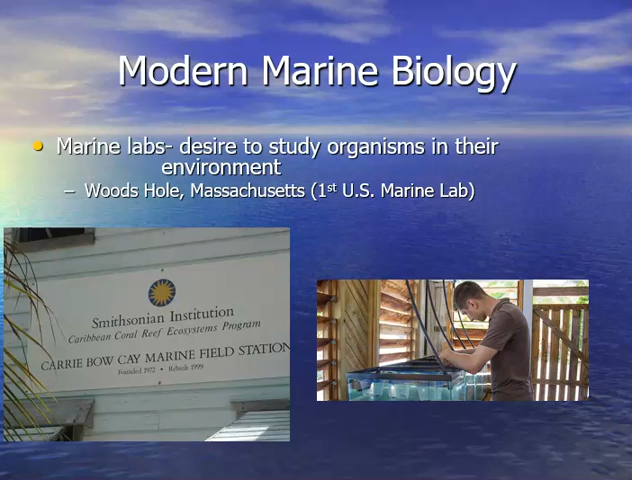 Modern Marine Biology
Marine labs- desire to study organisms in their
environment
– Woods Hole, Massachusetts (1st U.S. Marine Lab)
Smithsonian Institution
Caribbean Coral Reef Ecosystems Program
CARRIE BOW CAY MARINE FIELD STATION
Founded 1972 • Rebuilt 1999